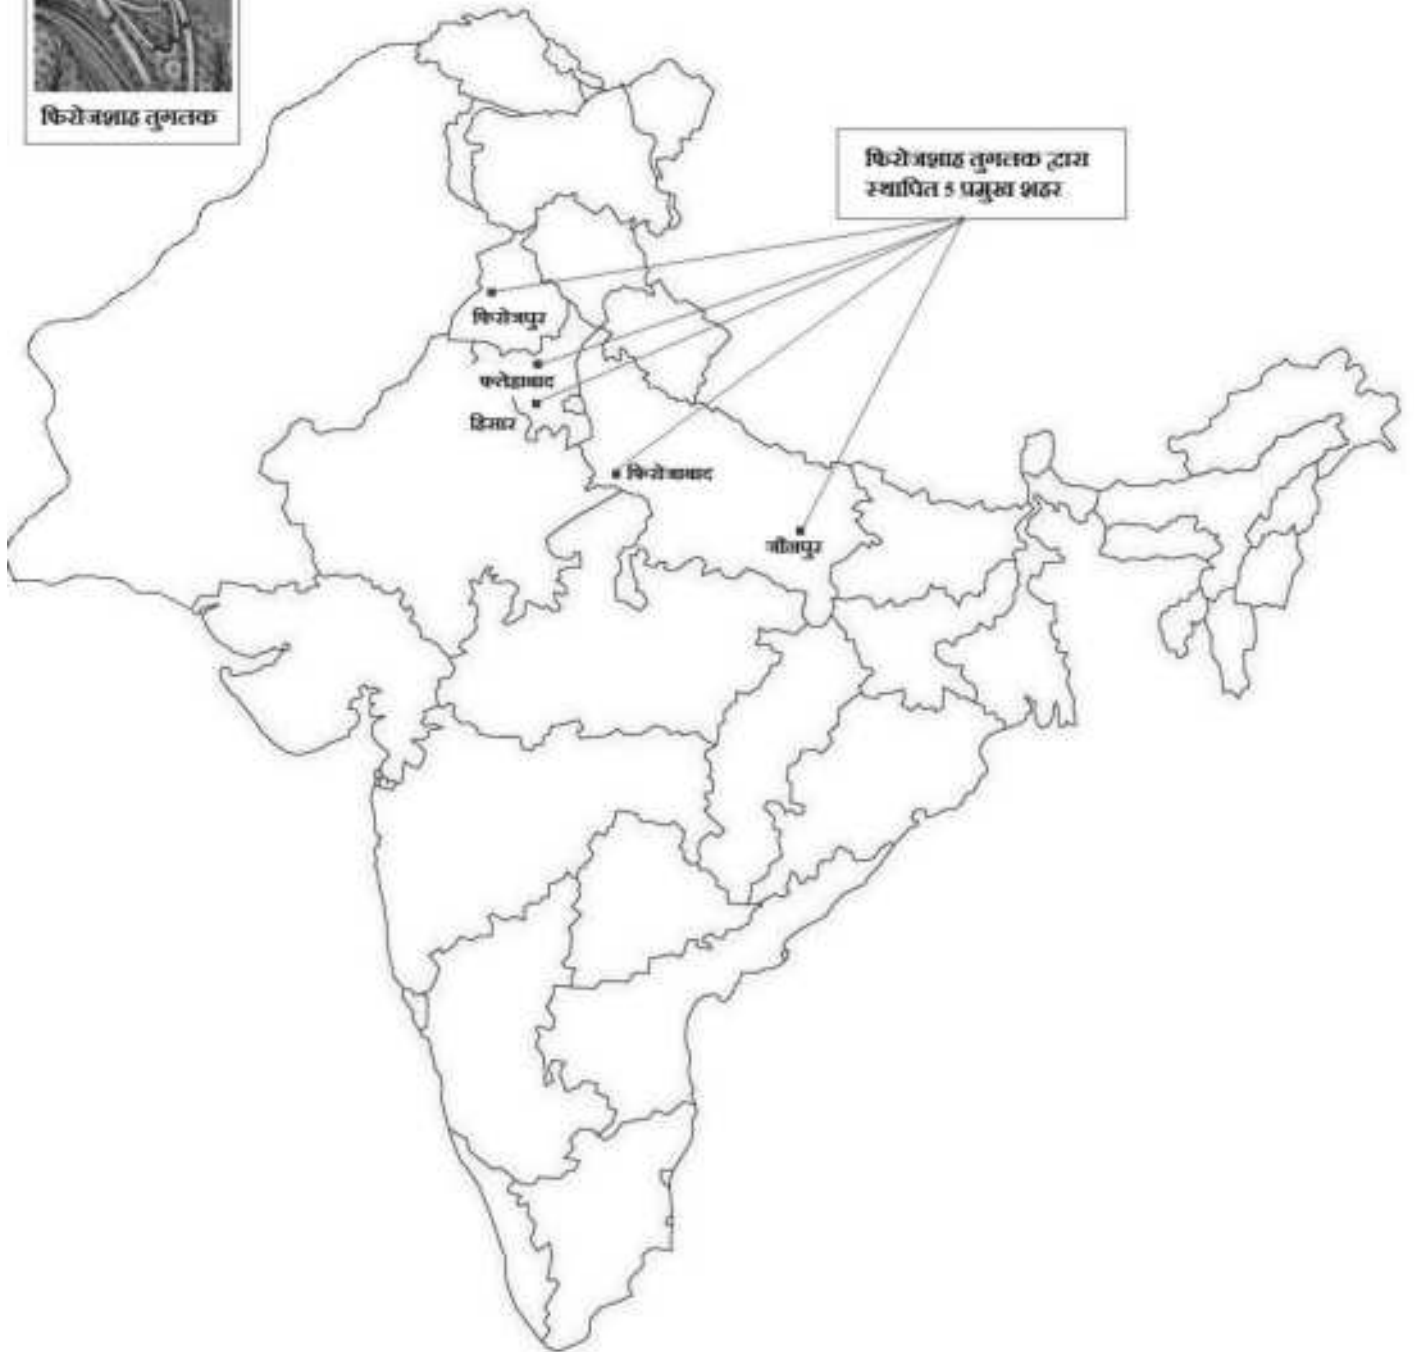 फिरोजशाह तुगलक
फिरोजशाह तुगलक द्वारा
स्थापित 5 प्रमुख शहर
फिरोजपुर
फतेहाबाद
हिसार
फिरोजाबाद
जौनपुर